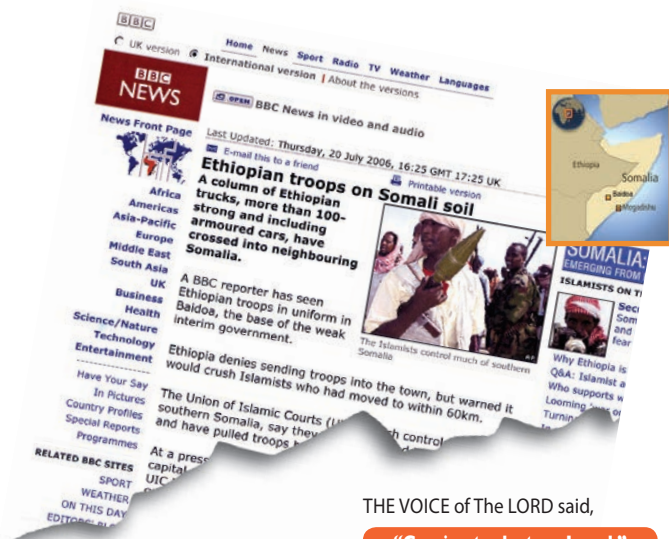 BBC
UK version International version | About the versions
Home News Sport Radio TV Weather Languages
BBC
NEWS
OPEN BBC News in video and audio
News Front Page
Africa
Americas
Asia-Pacific
Europe
Middle East
South Asia
UK
Business
Health
Science/Nature
Technology
Entertainment
Have Your Say
In Pictures
Country Profiles
Special Reports
Programmes
RELATED BBC SITES
SPORT
WEATHER
ON THIS DAY
Last Updated: Thursday, 20 July 2006, 16:25 GMT 17:25 UK
E-mail this to a friend
Printable version
Ethiopian troops on Somali soil
A column of Ethiopian
trucks, more than 100-
strong and including
armoured cars, have
crossed into neighbouring
Somalia.
A BBC reporter has seen
Ethiopian troops in uniform in
Baidoa, the base of the weak
interim government.
The Islamists control much of southern
Somalia
Ethiopia denies sending troops into the town, but warned it
would crush Islamists who had moved to within 60km.
The Union of Islamic Courts
southern Somalia, say they control
and have pulled troops
At a press
capital
UIC
Ethiopia
Somalia
Baidoa
Mogadishu
SOMALIA:
EMERGING FROM
ISLAMISTS ON
and
Why Ethiopia is
Q&A: Islamist
Who supports
Looming
THE VOICE of The LORD said,